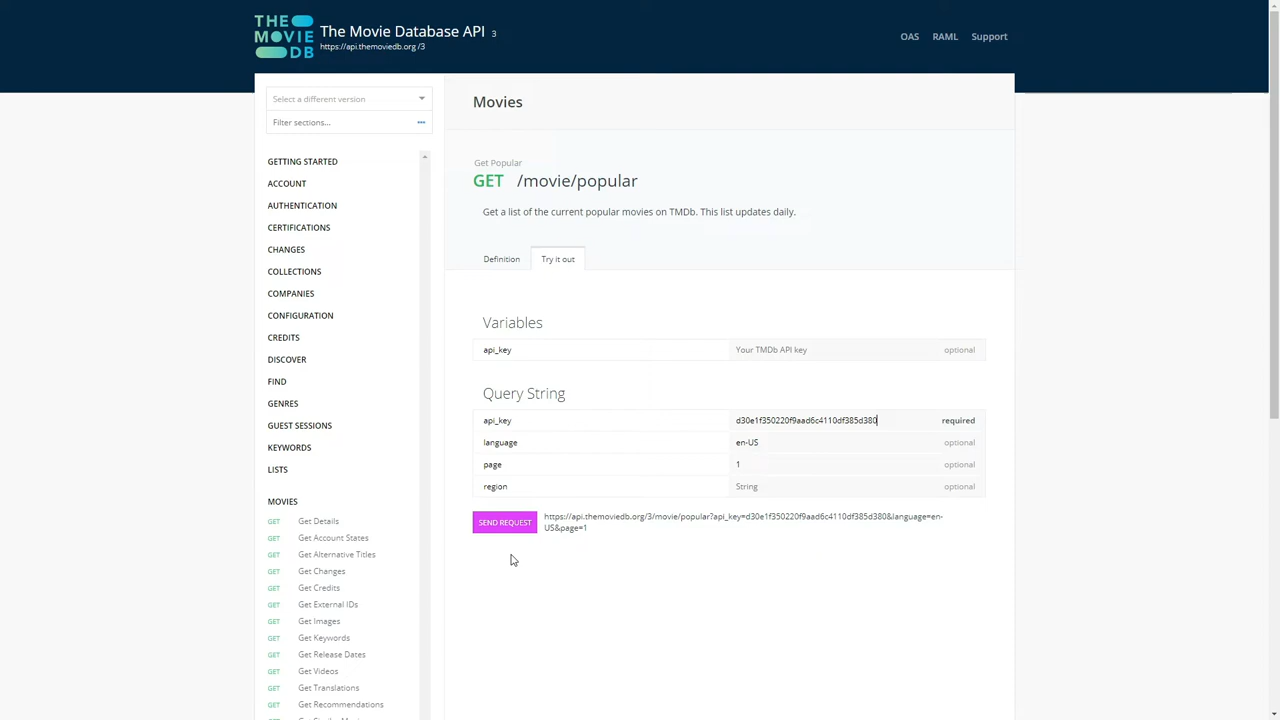 THE
MOVIE
DB
The Movie Database API 3
https://api.themoviedb.org /3
OAS RAML Support
Select a different version
Filter sections...
GETTING STARTED
ACCOUNT
AUTHENTICATION
CERTIFICATIONS
CHANGES
COLLECTIONS
COMPANIES
CONFIGURATION
CREDITS
DISCOVER
FIND
GENRES
GUEST SESSIONS
KEYWORDS
LISTS
MOVIES
GET Get Details
GET Get Account States
GET Get Alternative Titles
GET Get Changes
GET Get Credits
GET Get External IDs
GET Get Images
GET Get Keywords
GET Get Release Dates
GET Get Videos
GET Get Translations
GET Get Recommendations
Movies
Get Popular
GET /movie/popular
Get a list of the current popular movies on TMDb. This list updates daily.
Definition Try it out
Variables
api_key Your TMDb API key optional
Query String
api_key d30e1f350220f9aad6c4110df385d380 required
language en-US optional
page 1 optional
region String optional
SEND REQUEST
https://api.themoviedb.org/3/movie/popular?api_key=d30e1f350220f9aad6c4110df385d380&language=en-
US&page=1